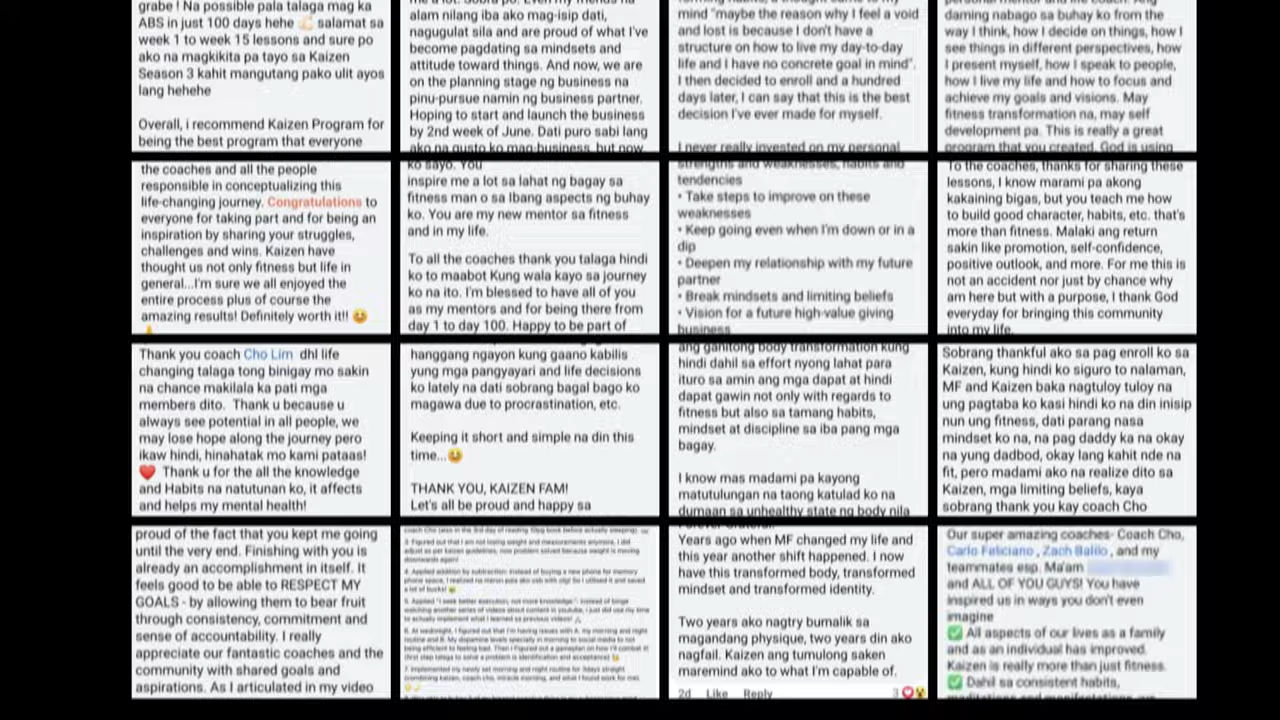 grabe ! Na possible pala talaga mag ka
ABS in just 100 days hehe 💪 salamat sa
week 1 to week 15 lessons and sure po
ako na magkikita pa tayo sa Kaizen
Season 3 kahit mangutang pako ulit ayos
lang hehehe
Overall, i recommend Kaizen Program for
being the best program that everyone
alam nilang iba ako mag-isip dati,
nagugulat sila and are proud of what I've
become pagdating sa mindsets and
attitude toward things. And now, we are
on the planning stage ng business na
pinu-pursue namin ng business partner.
Hoping to start and launch the business
by 2nd week of June. Dati puro sabi lang
ako na gusto ko mag-business, but now
mind "maybe the reason why I feel a void
and lost is because I don't have a
structure on how to live my day-to-day
life and I have no concrete goal in mind".
I then decided to enroll and a hundred
days later, I can say that this is the best
decision I've ever made for myself.
I never really invested on my personal
daming nabago sa buhay ko from the
way I think, how I decide on things, how I
see things in different perspectives, how
I present myself, how I speak to people,
how I live my life and how to focus and
achieve my goals and visions. May
fitness transformation na, may self
development pa. This is really a great
program that you created. God is using
the coaches and all the people
responsible in conceptualizing this
life-changing journey. Congratulations to
everyone for taking part and for being an
inspiration by sharing your struggles,
challenges and wins. Kaizen have
thought us not only fitness but life in
general...I'm sure we all enjoyed the
entire process plus of course the
amazing results! Definitely worth it!! 🥹
ko sayo. You
inspire me a lot sa lahat ng bagay sa
fitness man o sa Ibang aspects ng buhay
ko. You are my new mentor sa fitness
and in my life.
To all the coaches thank you talaga hindi
ko to maabot Kung wala kayo sa journey
ko na ito. I'm blessed to have all of you
as my mentors and for being there from
day 1 to day 100. Happy to be part of
strengths and weaknesses, habits and
tendencies
• Take steps to improve on these
weaknesses
• Keep going even when I'm down or in a
dip
• Deepen my relationship with my future
partner
• Break mindsets and limiting beliefs
• Vision for a future high-value giving
business
To the coaches, thanks for sharing these
lessons, I know marami pa akong
kakaining bigas, but you teach me how
to build good character, habits, etc. that's
more than fitness. Malaki ang return
sakin like promotion, self-confidence,
positive outlook, and more. For me this is
not an accident nor just by chance why
am here but with a purpose, I thank God
everyday for bringing this community
into my life.
Thank you coach Cho Lim dhl life
changing talaga tong binigay mo sakin
na chance makilala ka pati mga
members dito. Thank u because u
always see potential in all people, we
may lose hope along the journey pero
ikaw hindi, hinahatak mo kami pataas!
❤️ Thank u for the all the knowledge
and Habits na natutunan ko, it affects
and helps my mental health!
hanggang ngayon kung gaano kabilis
yung mga pangyayari and life decisions
ko lately na dati sobrang bagal bago ko
magawa due to procrastination, etc.
Keeping it short and simple na din this
time...🥹
THANK YOU, KAIZEN FAM!
Let's all be proud and happy sa
ang ganitong body transformation kung
hindi dahil sa effort nyong lahat para
ituro sa amin ang mga dapat at hindi
dapat gawin not only with regards to
fitness but also sa tamang habits,
mindset at discipline sa iba pang mga
bagay.
I know mas madami pa kayong
matutulungan na taong katulad ko na
dumaan sa unhealthy state ng body nila
Sobrang thankful ako sa pag enroll ko sa
Kaizen, kung hindi ko siguro to nalaman,
MF and Kaizen baka nagtuloy tuloy na
ung pagtaba ko kasi hindi ko na din inisip
nun ung fitness, dati parang nasa
mindset ko na, na pag daddy ka na okay
na yung dadbod, okay lang kahit nde na
fit, pero madami ako na realize dito sa
Kaizen, mga limiting beliefs, kaya
sobrang thank you kay coach Cho
proud of the fact that you kept me going
until the very end. Finishing with you is
already an accomplishment in itself. It
feels good to be able to RESPECT MY
GOALS - by allowing them to bear fruit
through consistency, commitment and
sense of accountability. I really
appreciate our fantastic coaches and the
community with shared goals and
aspirations. As I articulated in my video
Years ago when MF changed my life and
this year another shift happened. I now
have this transformed body, transformed
mindset and transformed identity.
Two years ako nagtry bumalik sa
magandang physique, two years din ako
nagfail. Kaizen ang tumulong saken
maremind ako to what I'm capable of.
2d Like Reply 3
Our super amazing coaches- Coach Cho,
Carlo Feliciano , Zach Balilo , and my
teammates esp. Ma'am
and ALL OF YOU GUYS! You have
inspired us in ways you don't even
imagine
✅ All aspects of our lives as a family
and as an individual has improved.
Kaizen is really more than just fitness.
✅ Dahil sa consistent habits,